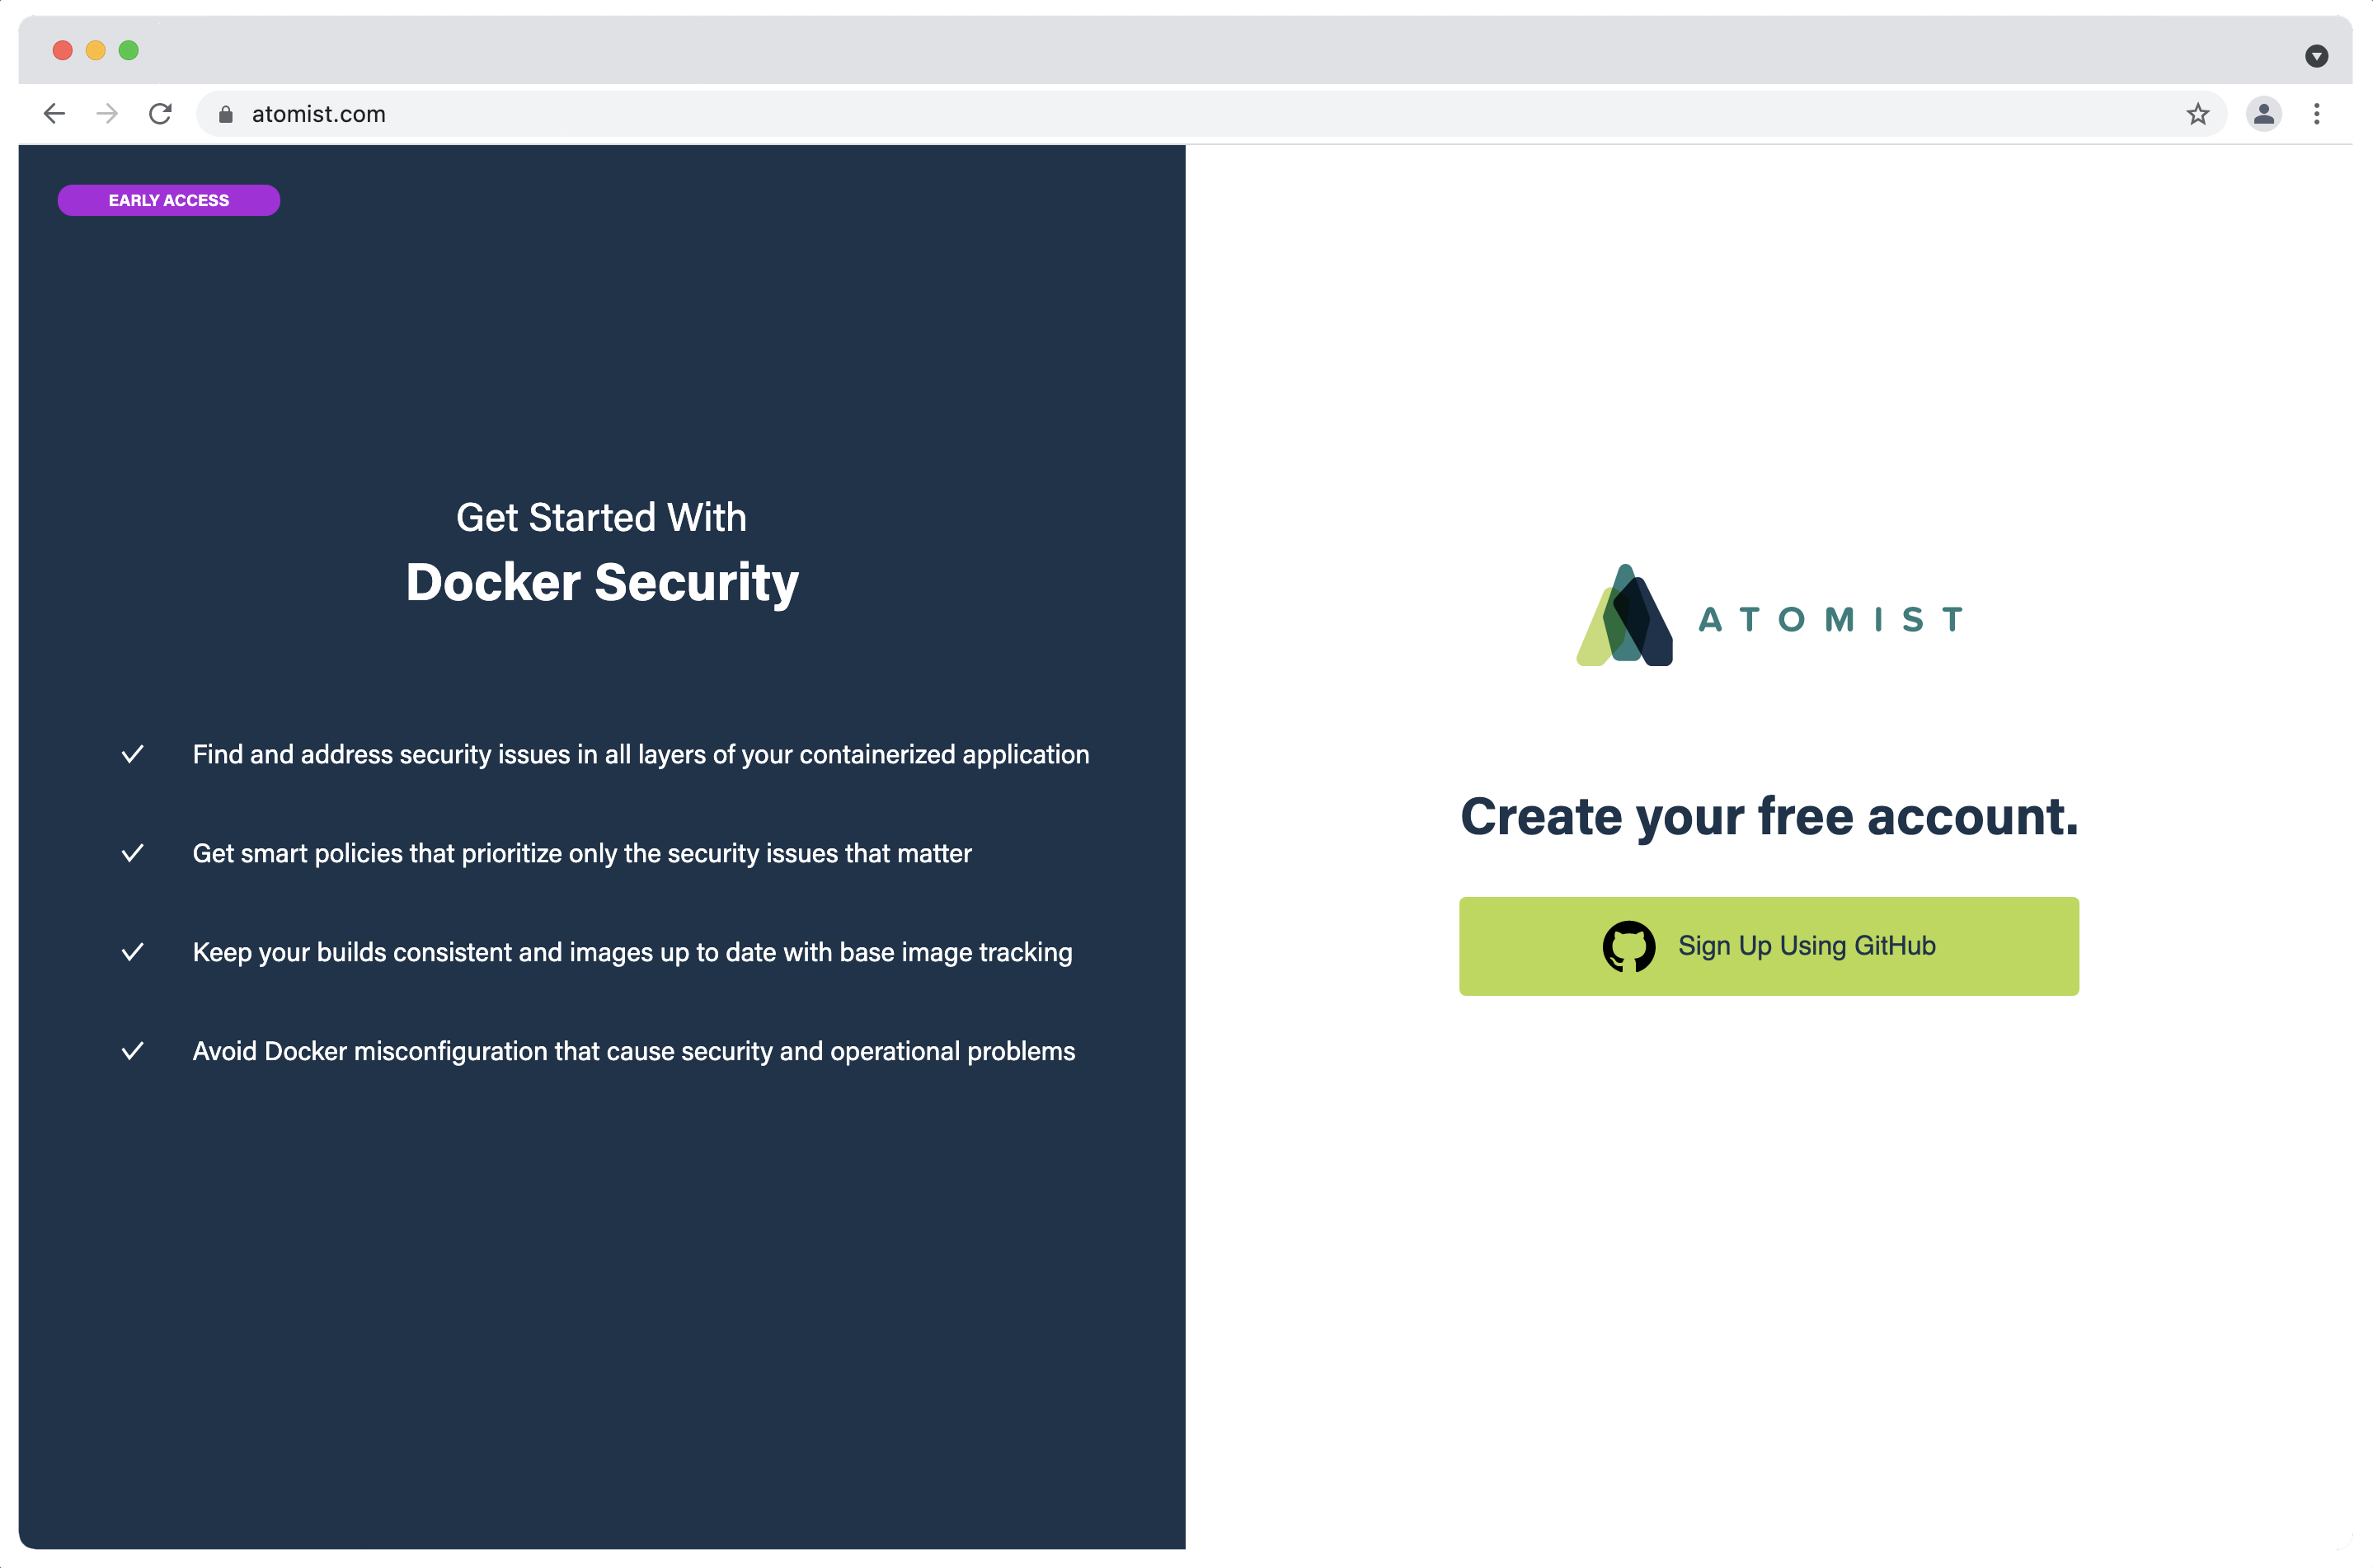 atomist.com
EARLY ACCESS
Get Started With
Docker Security
Find and address security issues in all layers of your containerized application
Get smart policies that prioritize only the security issues that matter
Keep your builds consistent and images up to date with base image tracking
Avoid Docker misconfiguration that cause security and operational problems
ATOMIST
Create your free account.
Sign Up Using GitHub